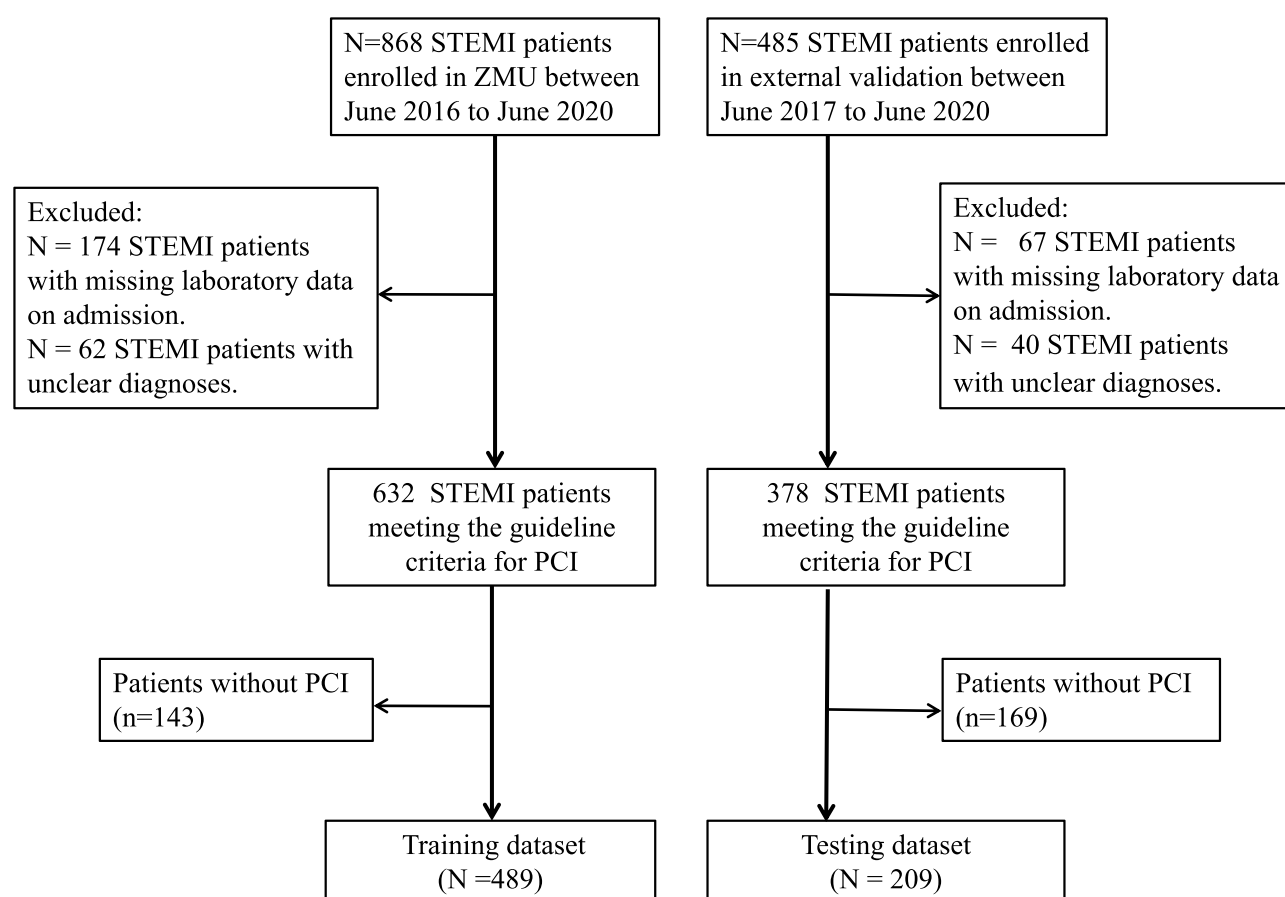 N=868 STEMI patients
enrolled in ZMU between
June 2016 to June 2020
N=485 STEMI patients enrolled
in external validation between
June 2017 to June 2020
Excluded:
N = 174 STEMI patients
with missing laboratory data
on admission.
N = 62 STEMI patients with
unclear diagnoses.
Excluded:
N = 67 STEMI patients
with missing laboratory data
on admission.
N = 40 STEMI patients
with unclear diagnoses.
632 STEMI patients
meeting the guideline
criteria for PCI
378 STEMI patients
meeting the guideline
criteria for PCI
Patients without PCI
(n=143)
Patients without PCI
(n=169)
Training dataset
(N =489)
Testing dataset
(N = 209)